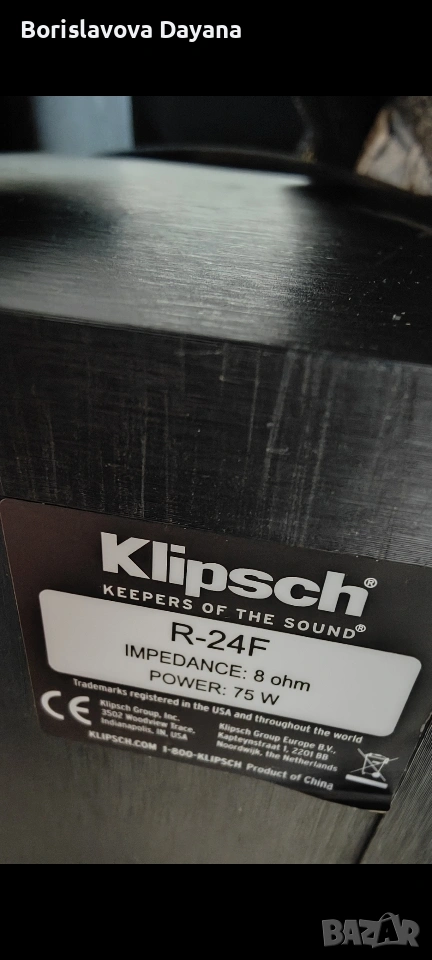 Borislavova Dayana
Klipsch®
KEEPERS OF THE SOUND®
R-24F
IMPEDANCE: 8 ohm
POWER: 75 W
Trademarks registered in the USA and throughout the world
CE
Klipsch Group, Inc.
3502 Woodview Trace,
Indianapolis, IN, USA
Klipsch Group Europe B.V.,
Kapteynstraat 1, 2201 BB
Noordwijk, the Netherlands
KLIPSCH.COM 1-800-KLIPSCH Product of China
BAZAR